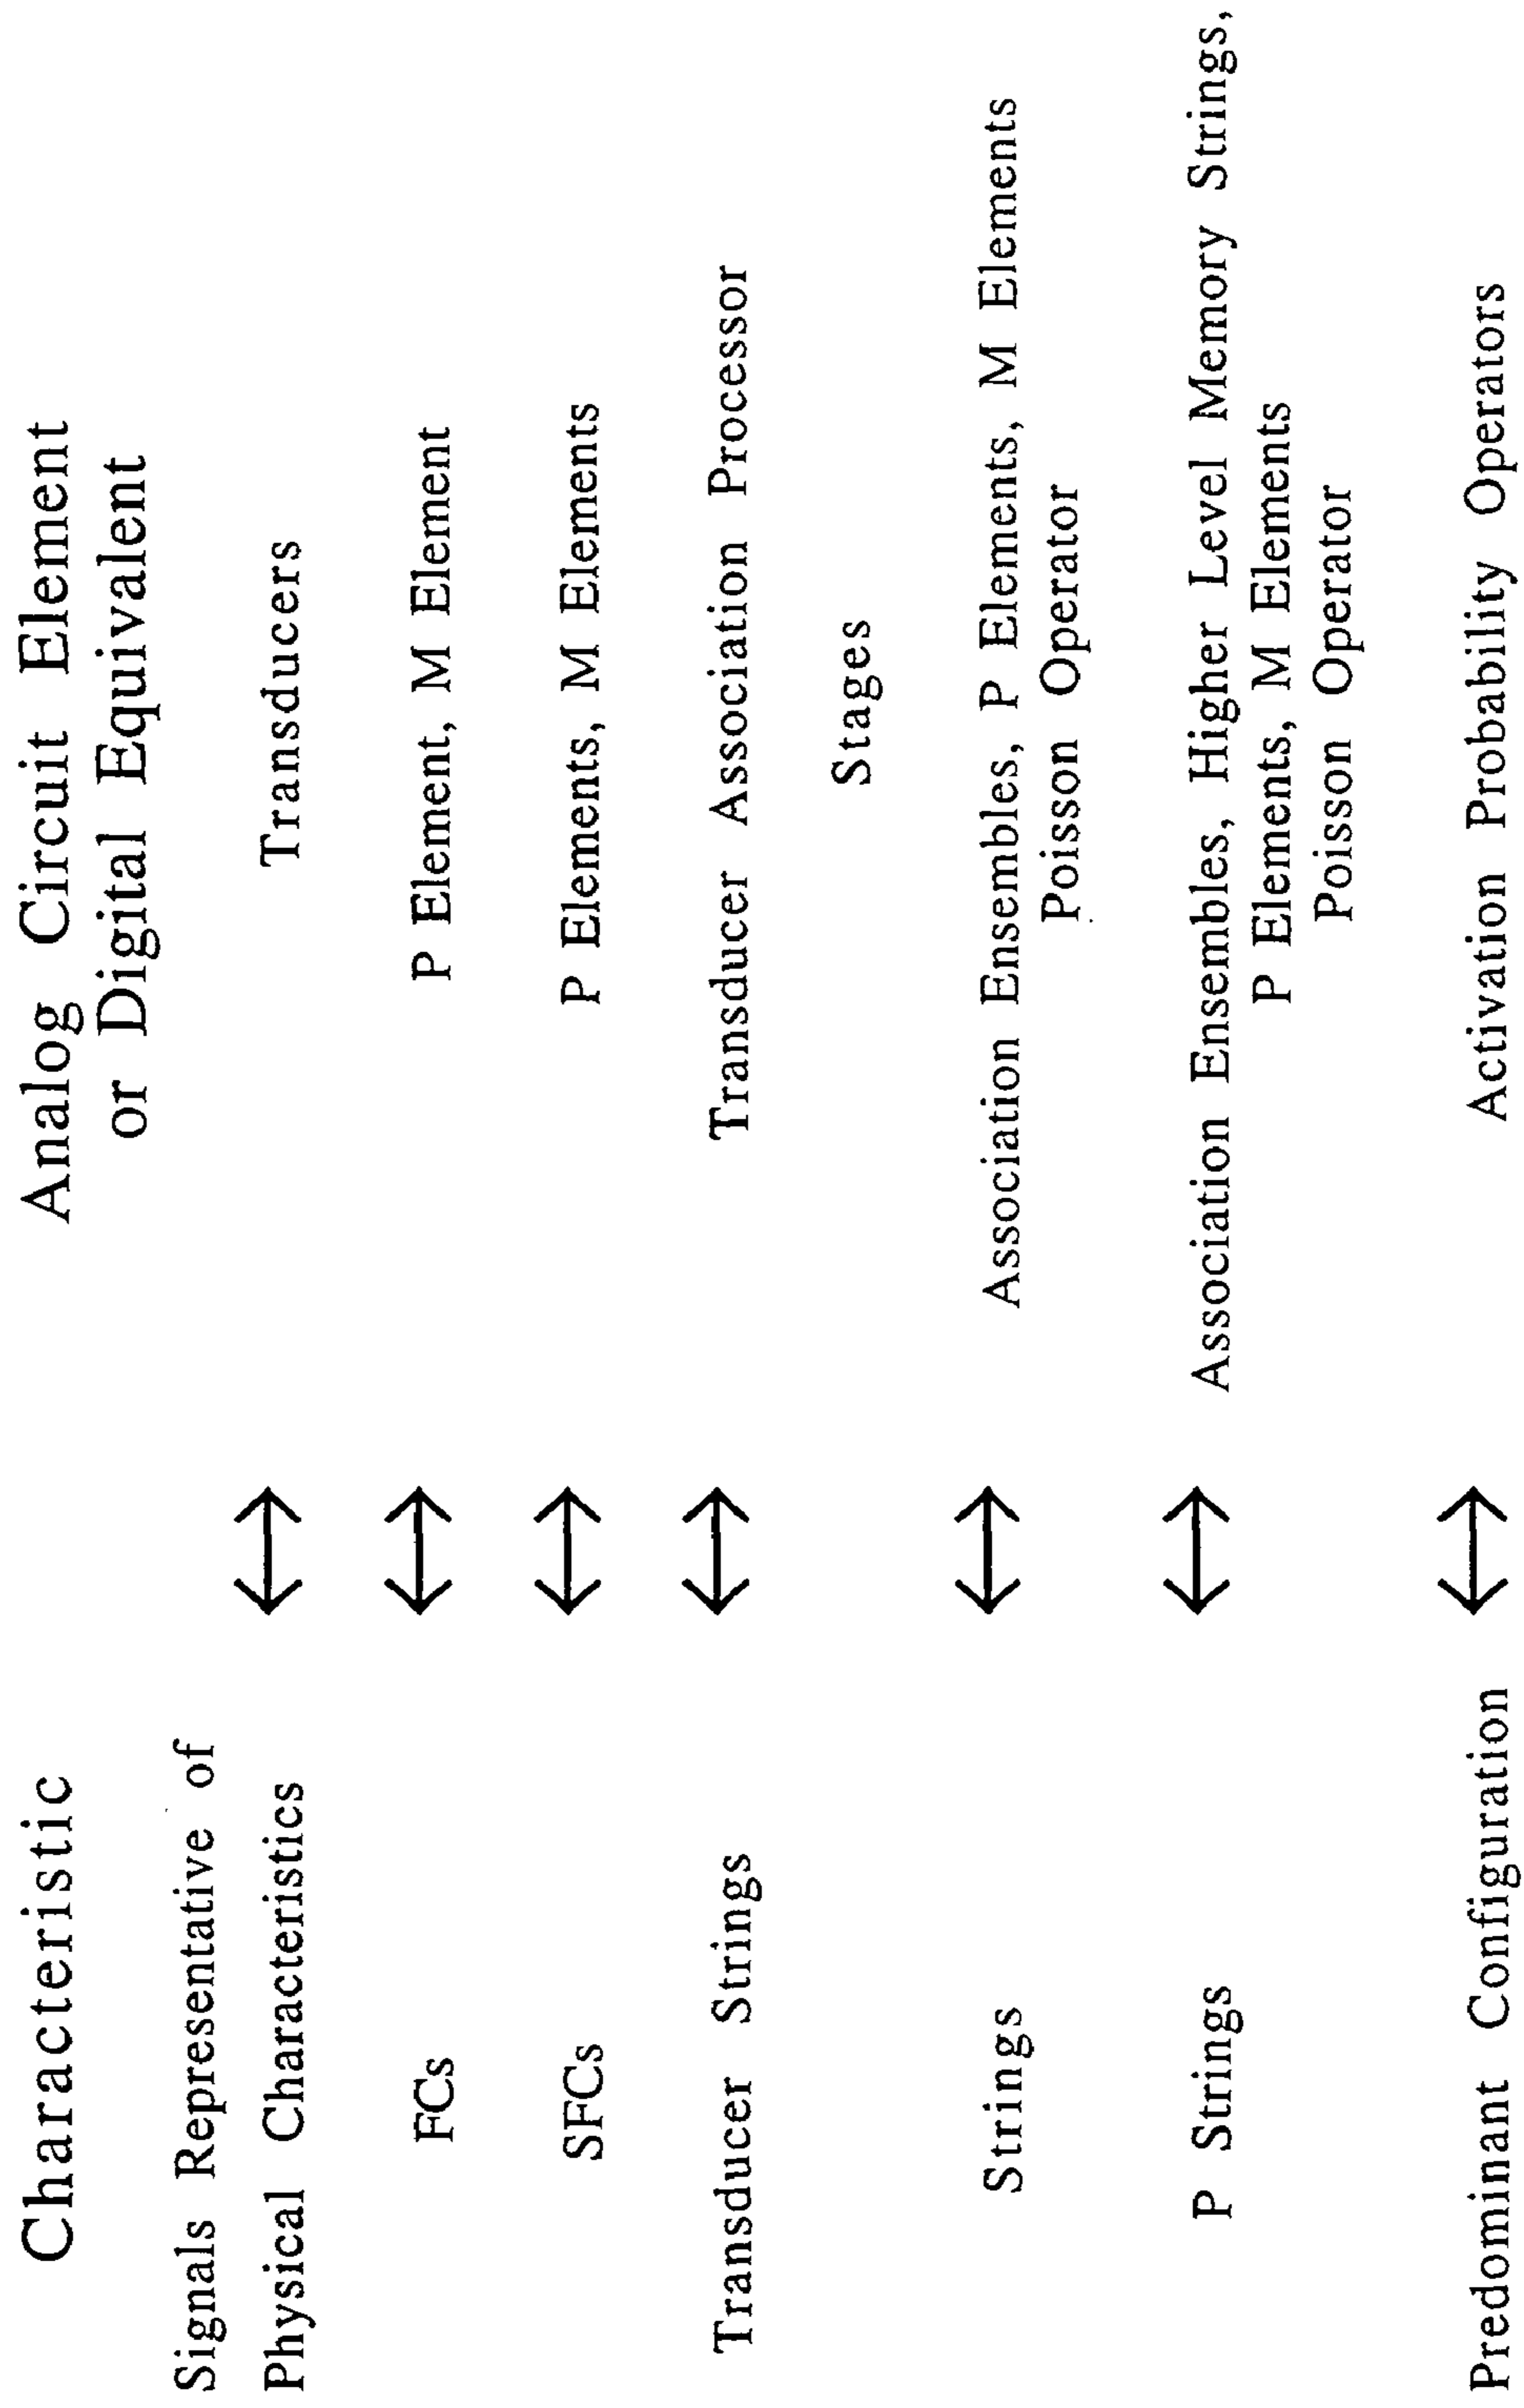 Characteristic
Analog Circuit Element
or Digital Equivalent
Signals Representative of
Physical Characteristics
Transducers
FCs
P Element, M Element
SFCs
P Elements, M Elements
Transducer Strings
Transducer Association Processor
Stages
Strings
Association Ensembles, P Elements, M Elements
Poisson Operator
P Strings
Association Ensembles, Higher Level Memory Strings,
P Elements, M Elements
Poisson Operator
Predominant Configuration
Activation Probability Operators